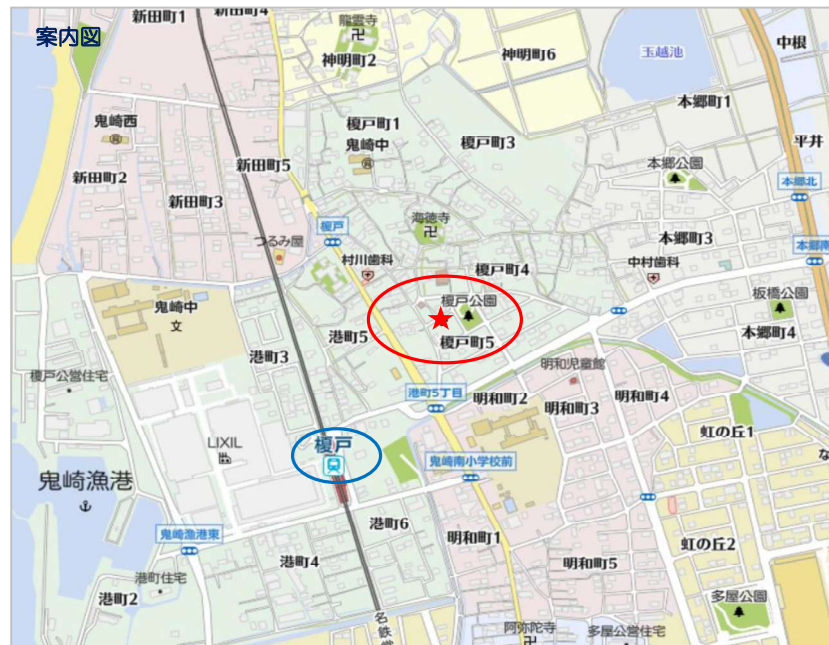 案内図
新田町1
新田町4
龍雲寺
神明町2
神明町6
玉越池
中根
鬼崎西
榎戸町1
鬼崎中
榎戸町3
本郷町1
平井
新田町5
新田町2
新田町3
本郷公園
本郷北
海徳寺
榎戸
つるみ屋
村川歯科
榎戸町4
中村歯科
本郷町3
本郷南
鬼崎中
文
榎戸公園
板橋公園
港町5
榎戸町5
本郷町4
港町3
明和児童館
榎戸公営住宅
港町5丁目
明和町2
明和町3
明和町4
虹の丘1
LIXIL
榎戸
鬼崎南小学校前
な
鬼崎漁港
鬼崎漁港東
港町6
明和町1
虹の丘2
港町4
明和町5
港町住宅
港町2
多屋公園
名鉄常
阿弥陀寺
多屋公営住宅